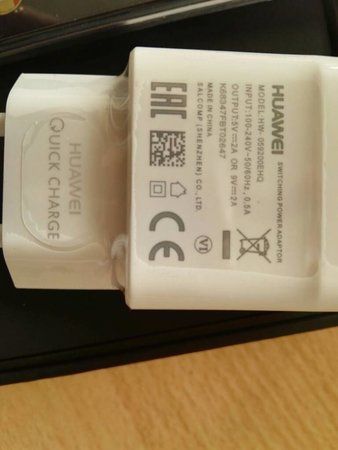 HUAWEI
QUICK CHARGE
HUAWEI SWITCHING POWER ADAPTOR
MODEL: HW-059200EHQ
INPUT: 100-240V~50/60Hz, 0.5A
OUTPUT: 5V⎓2A OR 9V⎓2A
K68347FBT02647
MADE IN CHINA
SALCOMP (SHENZHEN) CO., LTD.
EAC
VI
CE